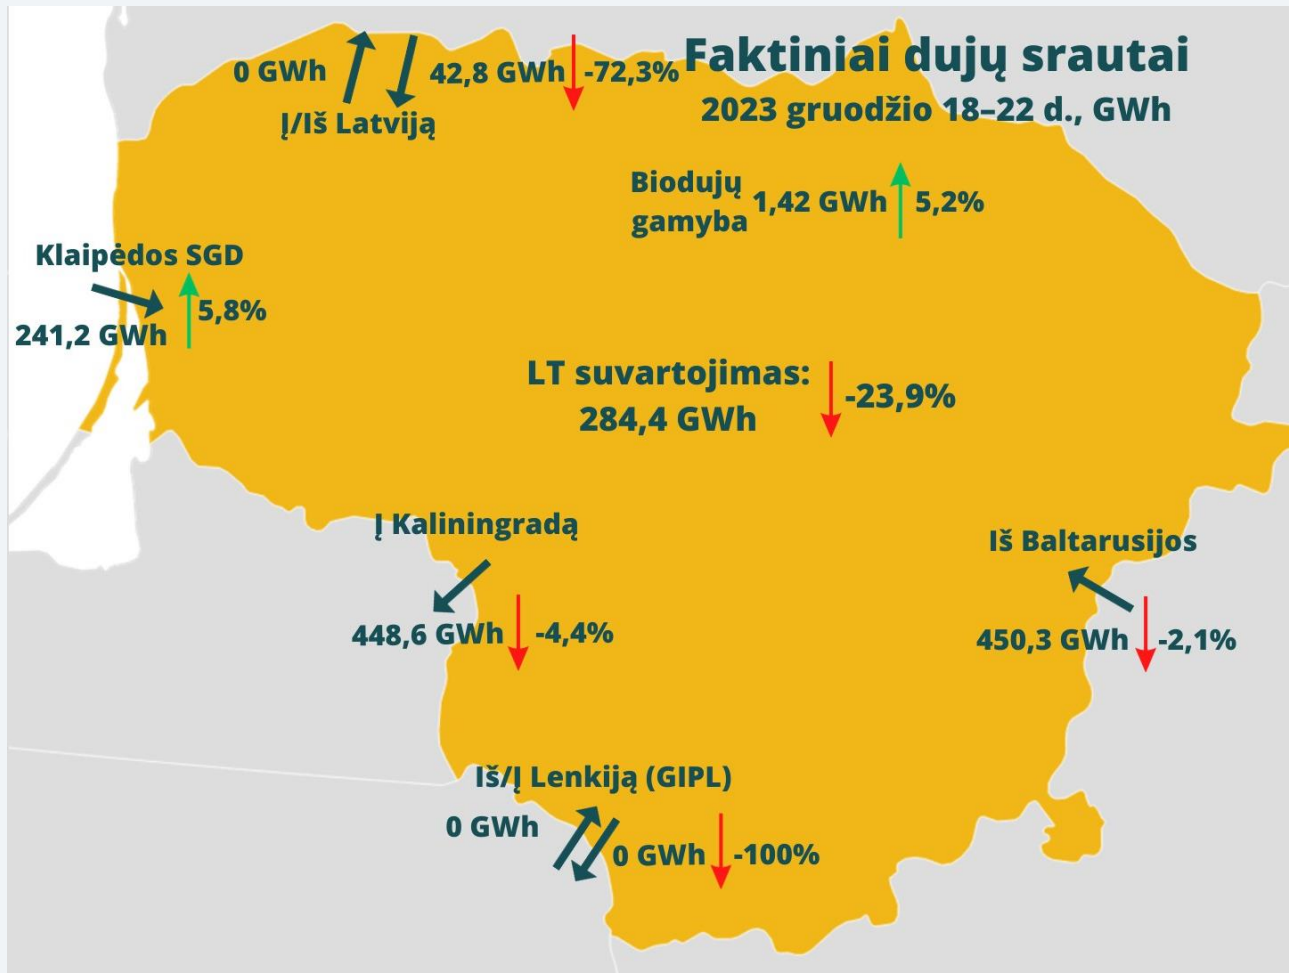 Faktiniai dujų srautai
2023 gruodžio 18–22 d., GWh
0 GWh
42,8 GWh
-72,3%
Į/Iš Latviją
Biodujų
gamyba
1,42 GWh
5,2%
Klaipėdos SGD
5,8%
241,2 GWh
LT suvartojimas:
284,4 GWh
-23,9%
Į Kaliningradą
448,6 GWh
-4,4%
Iš Baltarusijos
450,3 GWh
-2,1%
Iš/Į Lenkiją (GIPL)
0 GWh
0 GWh
-100%